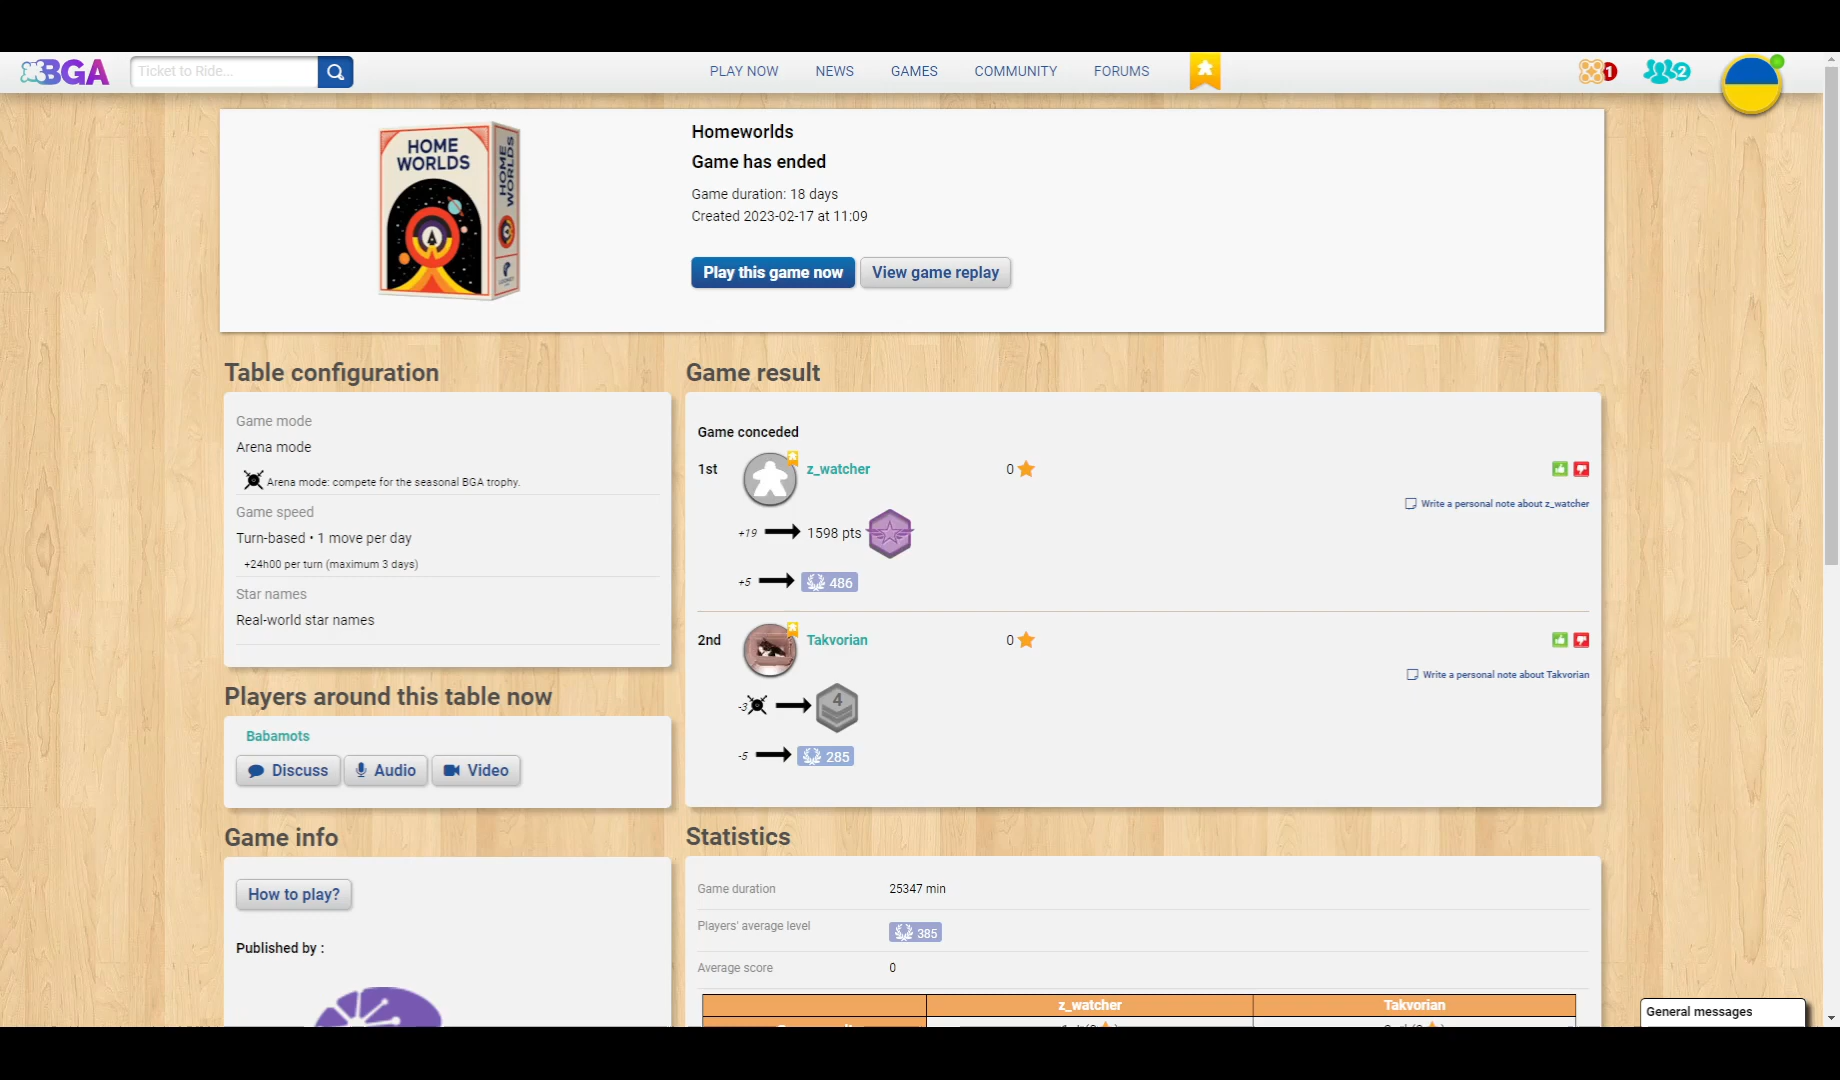 BGA
Ticket to Ride...
PLAY NOW
NEWS
GAMES
COMMUNITY
FORUMS
1
2
HOME
WORLDS
HOME
WORLDS
Homeworlds
Game has ended
Game duration: 18 days
Created 2023-02-17 at 11:09
Play this game now
View game replay
Table configuration
Game mode
Arena mode
Arena mode: compete for the seasonal BGA trophy.
Game speed
Turn-based • 1 move per day
+24h00 per turn (maximum 3 days)
Star names
Real-world star names
Players around this table now
Babamots
Discuss
Audio
Video
Game info
How to play?
Published by :
Game result
Game conceded
1st
z_watcher
0
Write a personal note about z_watcher
+19
1598 pts
+5
486
2nd
Takvorian
0
Write a personal note about Takvorian
-3
4
-5
285
Statistics
Game duration
25347 min
Players' average level
385
Average score
0
z_watcher
Takvorian
General messages